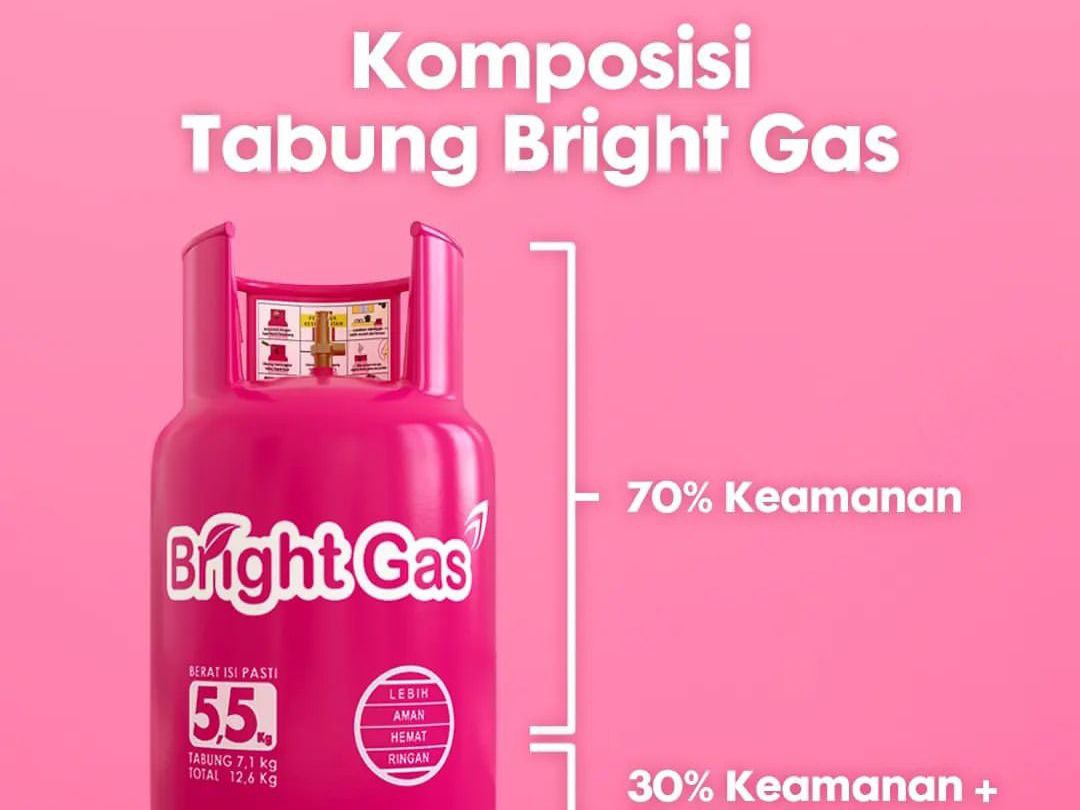 Komposisi
Tabung Bright Gas
70% Keamanan
Bright Gas
BERAT ISI PASTI
5,5 Kg
TABUNG 7,1 kg
TOTAL 12,6 Kg
LEBIH
AMAN
HEMAT
RINGAN
30% Keamanan +